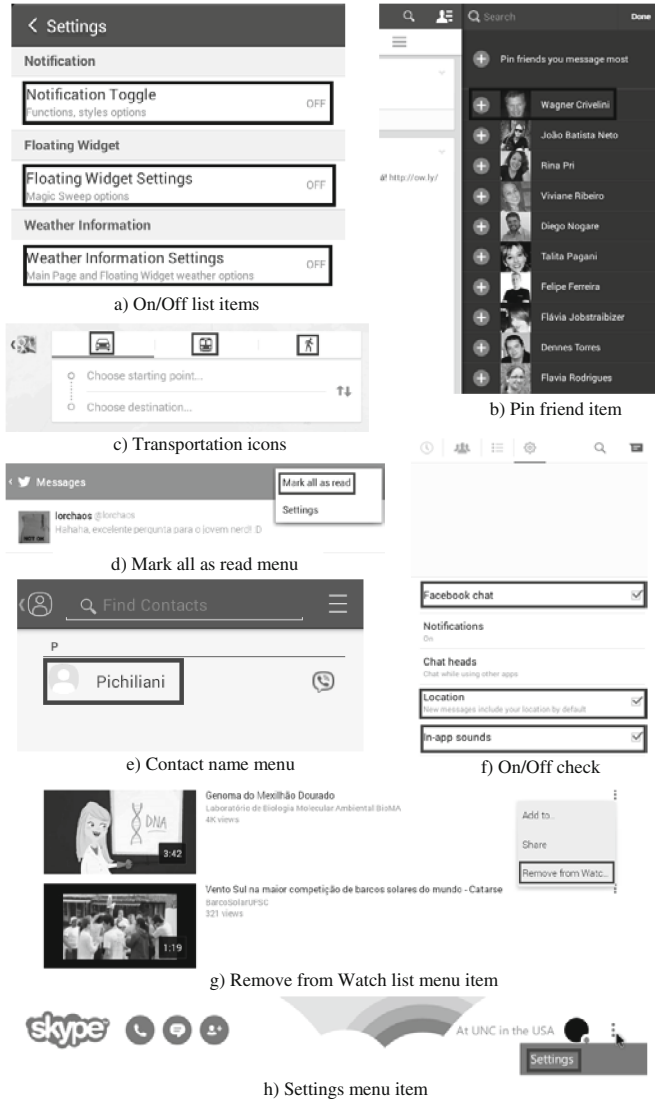 Settings
Notification
Notification Toggle
Functions, styles options
OFF
Floating Widget
Floating Widget Settings
Magic Sweep options
OFF
Weather Information
Weather Information Settings
Main Page and Floating Widget weather options
OFF
a) On/Off list items
Search
Done
Pin friends you message most
Wagner Crivelini
João Batista Neto
Rina Pri
Viviane Ribeiro
Diego Nogare
Talita Pagani
Felipe Ferreira
Flávia Jobstraibizer
Dennes Torres
Flavia Rodrigues
http://ow.ly/
b) Pin friend item
Choose starting point...
Choose destination...
c) Transportation icons
Messages
Mark all as read
Settings
lorchaos @lorchaos
Hahaha, excelente pergunta para o jovem nerd! :D
d) Mark all as read menu
Find Contacts
P
Pichiliani
e) Contact name menu
Facebook chat
Notifications
On
Chat heads
Chat while using other apps
Location
New messages include your location by default
In-app sounds
f) On/Off check
Genoma do Mexilhão Dourado
Laboratório de Biologia Molecular Ambiental BioMA
4K views
DNA
3:42
Add to..
Share
Remove from Watc..
Vento Sul na maior competição de barcos solares do mundo - Catarse
BarcoSolarUFSC
321 views
1:19
g) Remove from Watch list menu item
skype
At UNC in the USA
Settings
h) Settings menu item